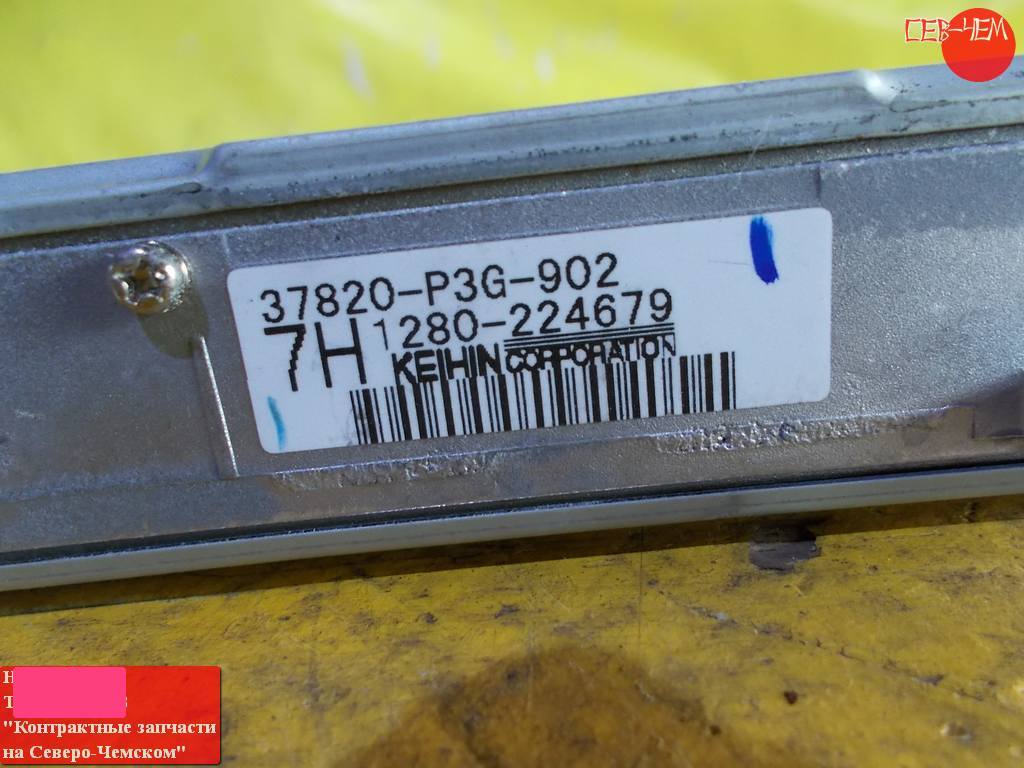 СЕВ-ЧЕМ
37820-P3G-902
7H 1280-224679
KEIHIN CORPORATION
"Контрактные запчасти
на Северо-Чемском"